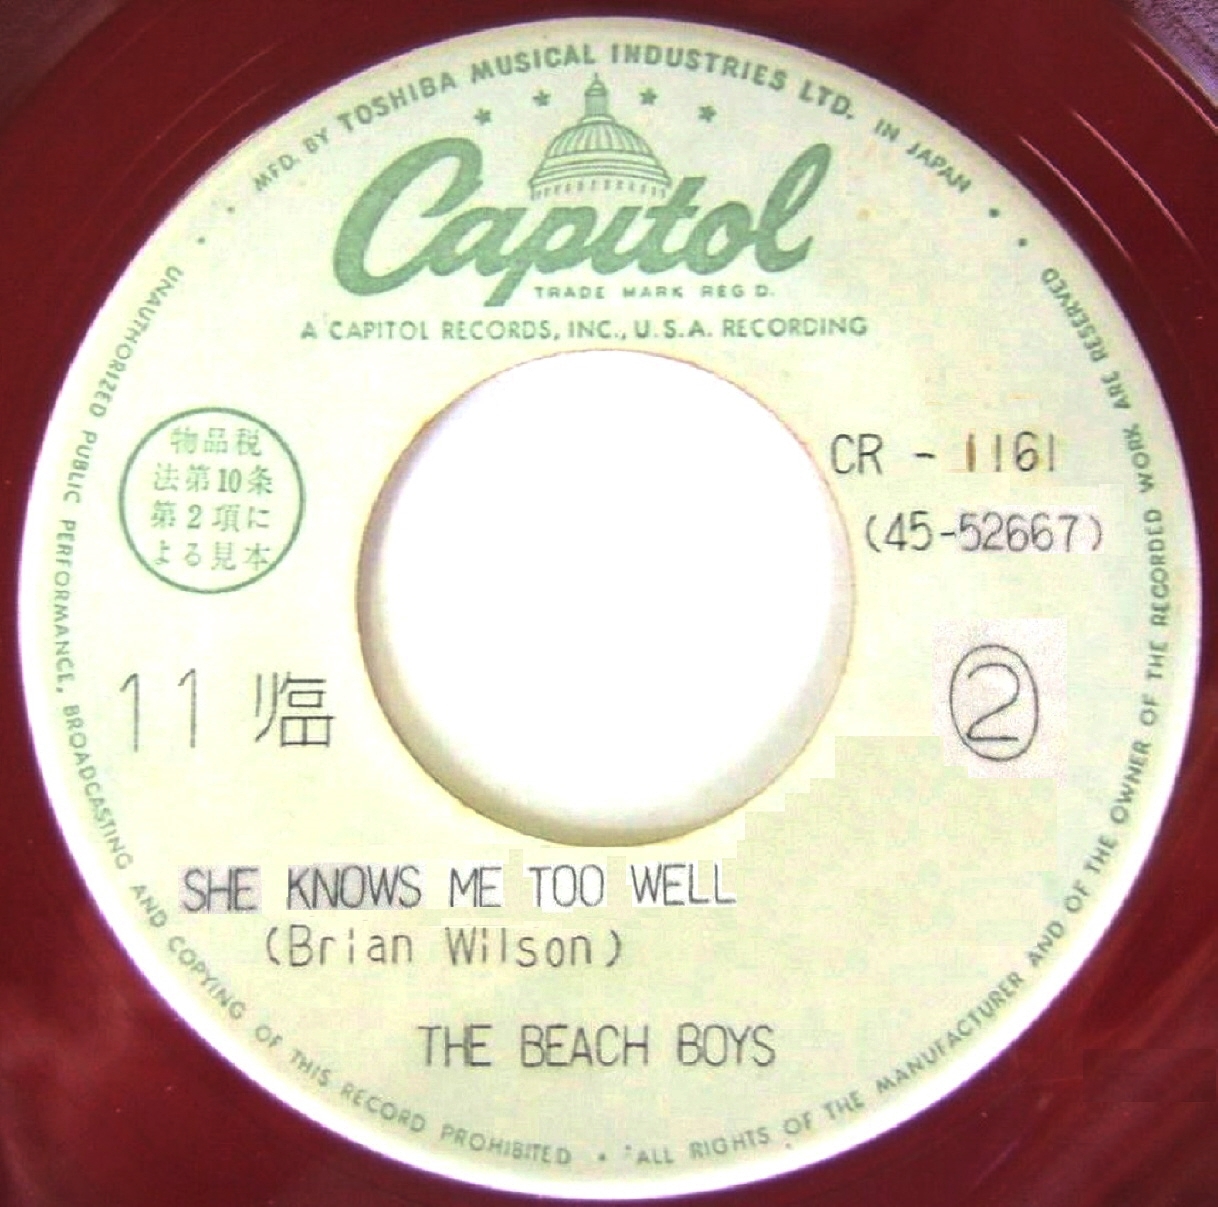 MFD. BY TOSHIBA MUSICAL INDUSTRIES LTD. IN JAPAN
Capitol
TRADE MARK REG'D.
A CAPITOL RECORDS, INC., U.S.A. RECORDING
物品税
法第10条
第2項に
よる見本
CR - 1161
(45-52667)
11 臨
②
SHE KNOWS ME TOO WELL
(Brian Wilson)
THE BEACH BOYS
UNAUTHORIZED PUBLIC PERFORMANCE, BROADCASTING AND COPYING OF THIS RECORD PROHIBITED • ALL RIGHTS OF THE MANUFACTURER AND OF THE OWNER OF THE RECORDED WORK ARE RESERVED